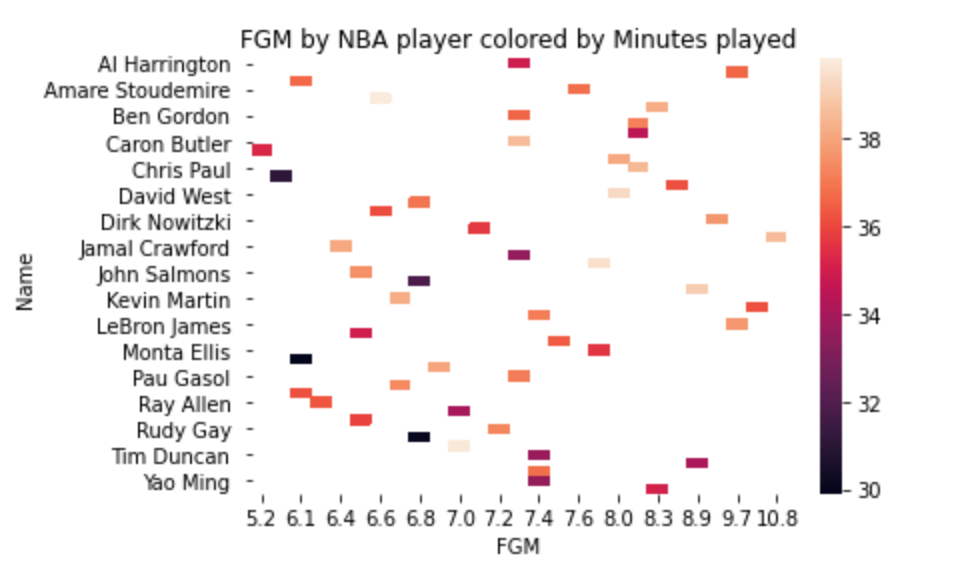 FGM by NBA player colored by Minutes played
Al Harrington
Amare Stoudemire
Ben Gordon
Caron Butler
Chris Paul
David West
Dirk Nowitzki
Jamal Crawford
John Salmons
Kevin Martin
LeBron James
Monta Ellis
Pau Gasol
Ray Allen
Rudy Gay
Tim Duncan
Yao Ming
Name
5.2 6.1 6.4 6.6 6.8 7.0 7.2 7.4 7.6 8.0 8.3 8.9 9.7 10.8
FGM
38
36
34
32
30